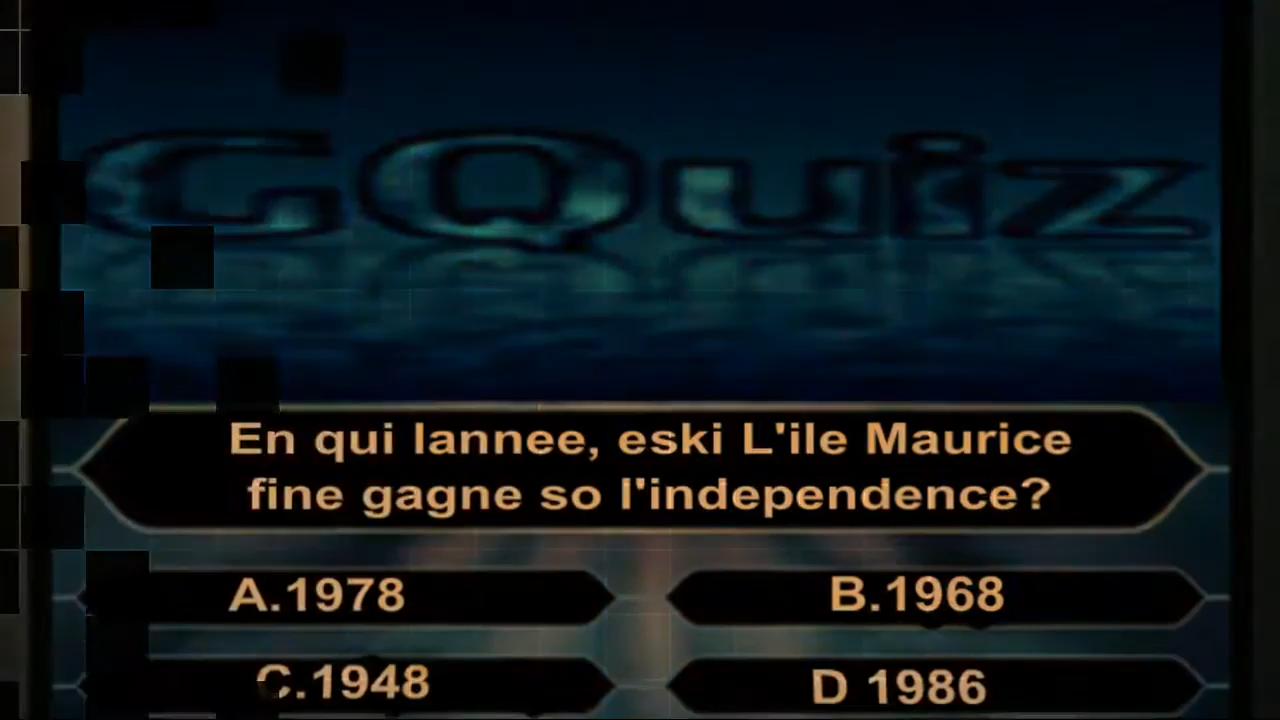 GQuiz
En qui lannee, eski L'ile Maurice
fine gagne so l'independence?
A.1978
B.1968
C.1948
D 1986